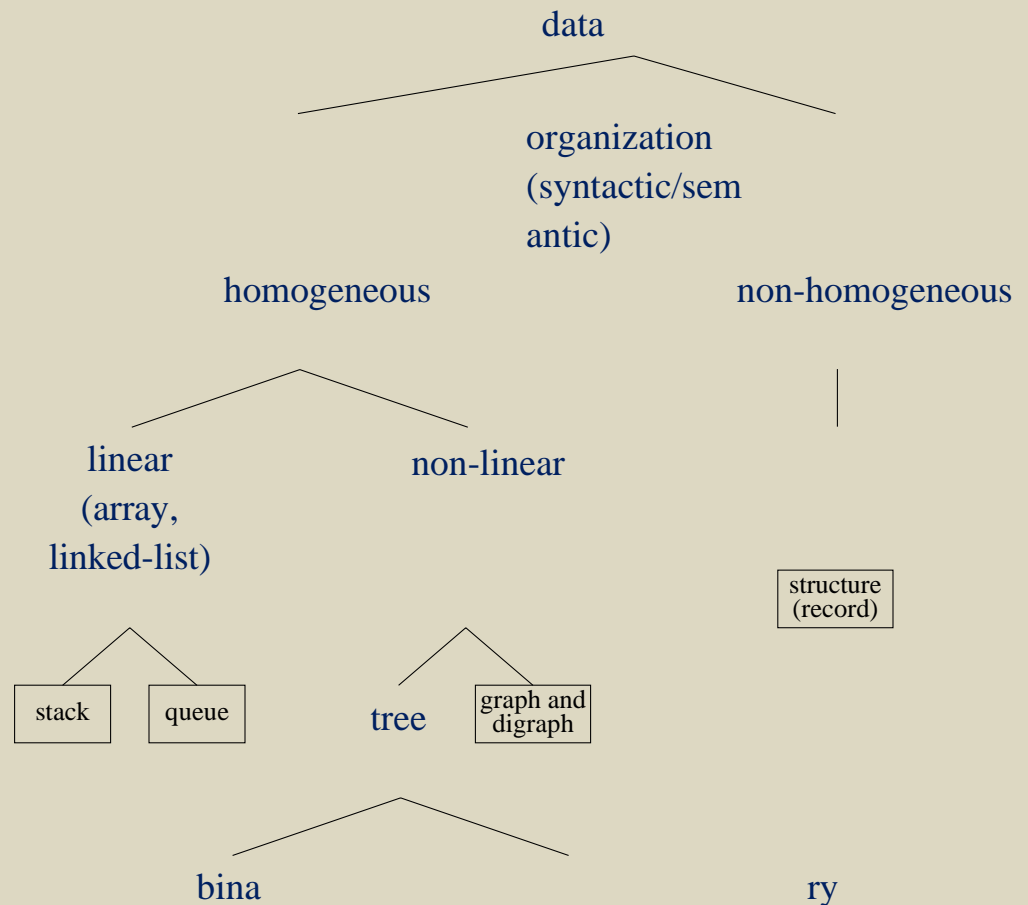 data
organization
(syntactic/sem
antic)
homogeneous
non-homogeneous
linear
(array,
linked-list)
non-linear
structure
(record)
stack
queue
tree
graph and
digraph
bina
ry